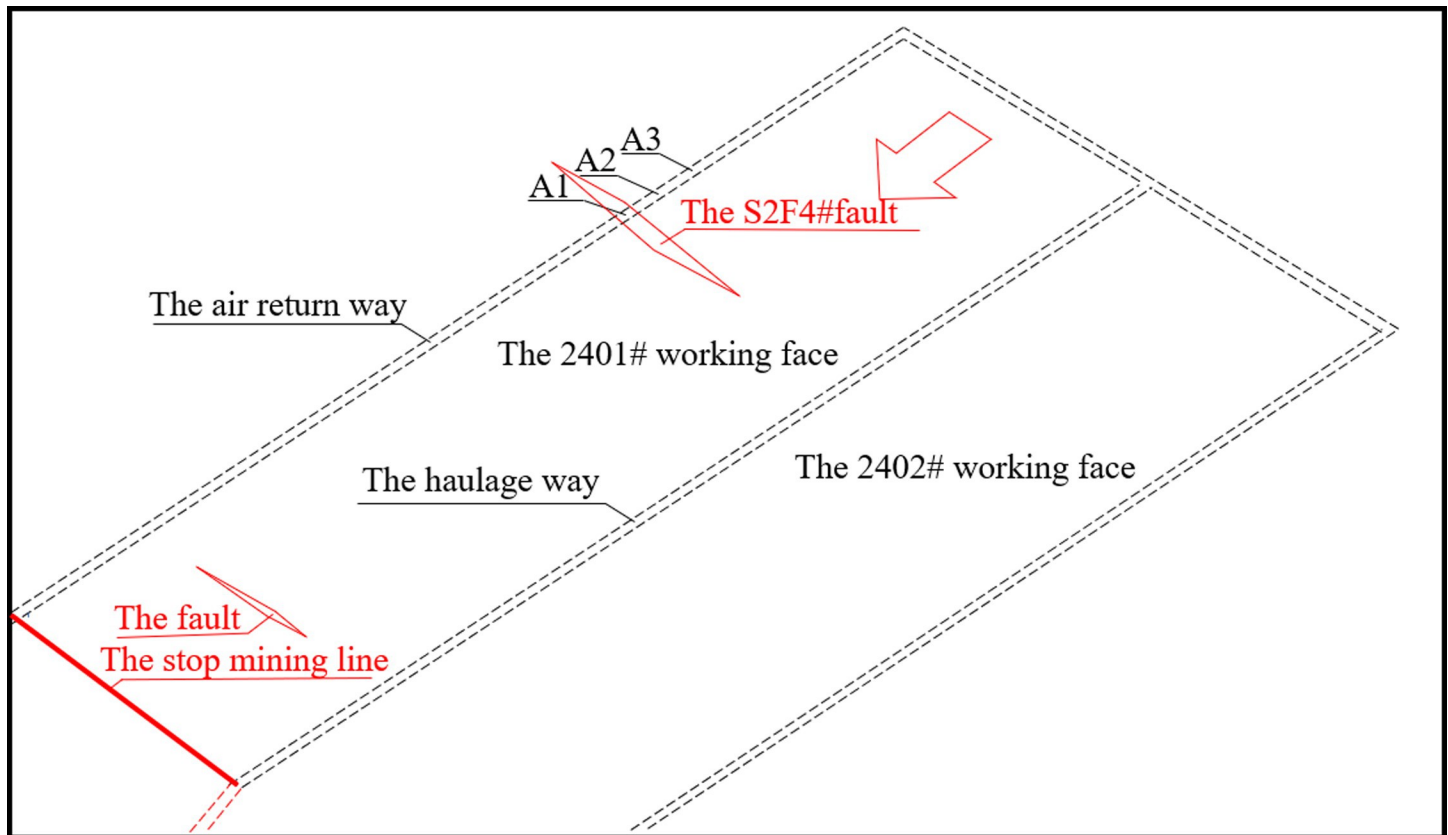 A3
A2
A1
The S2F4#fault
The air return way
The 2401# working face
The 2402# working face
The haulage way
The fault
The stop mining line